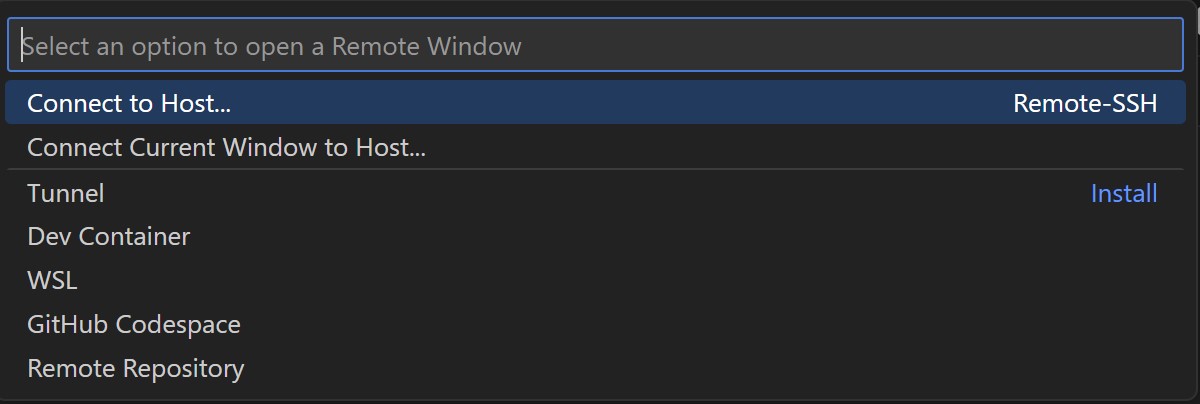 Select an option to open a Remote Window
Connect to Host... Remote-SSH
Connect Current Window to Host...
Tunnel Install
Dev Container
WSL
GitHub Codespace
Remote Repository